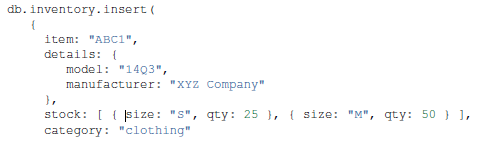 db.inventory.insert(
{
item: "ABC1",
details: {
model: "14Q3",
manufacturer: "XYZ Company"
},
stock: [ { size: "S", qty: 25 }, { size: "M", qty: 50 } ],
category: "clothing"